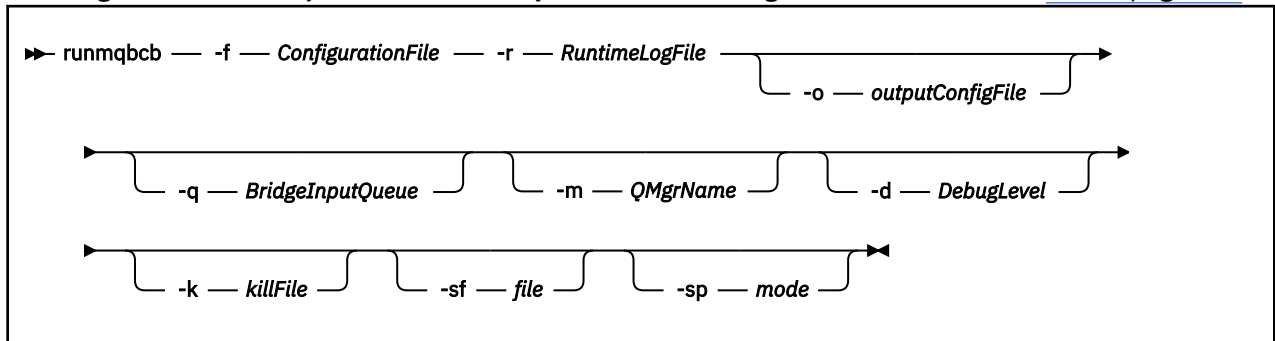 runmqbcb — -f — ConfigurationFile — -r — RuntimeLogFile
-o — outputConfigFile
-q — BridgeInputQueue -m — QMgrName -d — DebugLevel
-k — killFile -sf — file -sp — mode